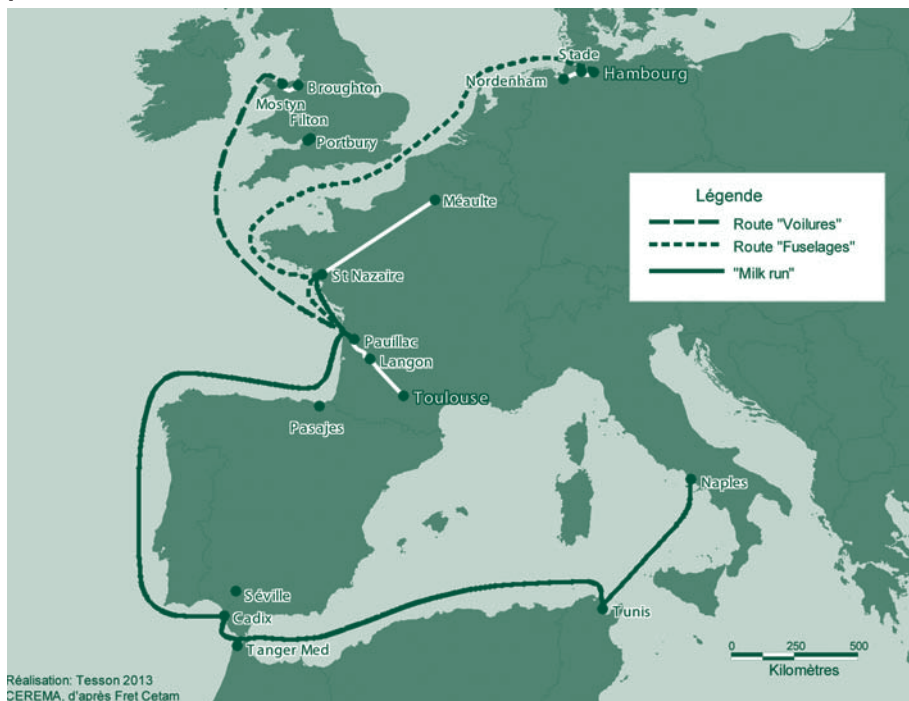 Stade
Hambourg
Nordenham
Broughton
Mostyn
Filton
Portbury
Méaulte
Légende
Route "Voilures"
Route "Fuselages"
"Milk run"
St Nazaire
Pauillac
Langon
Toulouse
Pasajes
Naples
Séville
Cadix
Tunis
Tanger Med
0 250 500
Kilomètres
Réalisation: Tesson 2013
CEREMA, d'après Fret Cetam